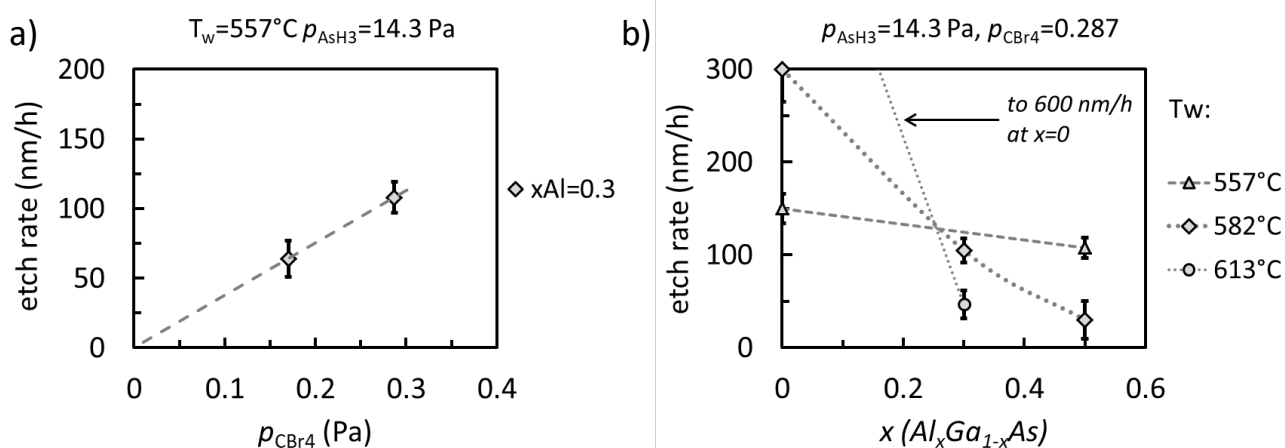 a)
T_w=557°C p_AsH3=14.3 Pa
200
150
100
50
0
0
0.1
0.2
0.3
0.4
etch rate (nm/h)
p_CBr4 (Pa)
xAl=0.3
b)
p_AsH3=14.3 Pa, p_CBr4=0.287
300
200
100
0
0
0.2
0.4
0.6
etch rate (nm/h)
x (Al_xGa_1-xAs)
to 600 nm/h
at x=0
Tw:
557°C
582°C
613°C